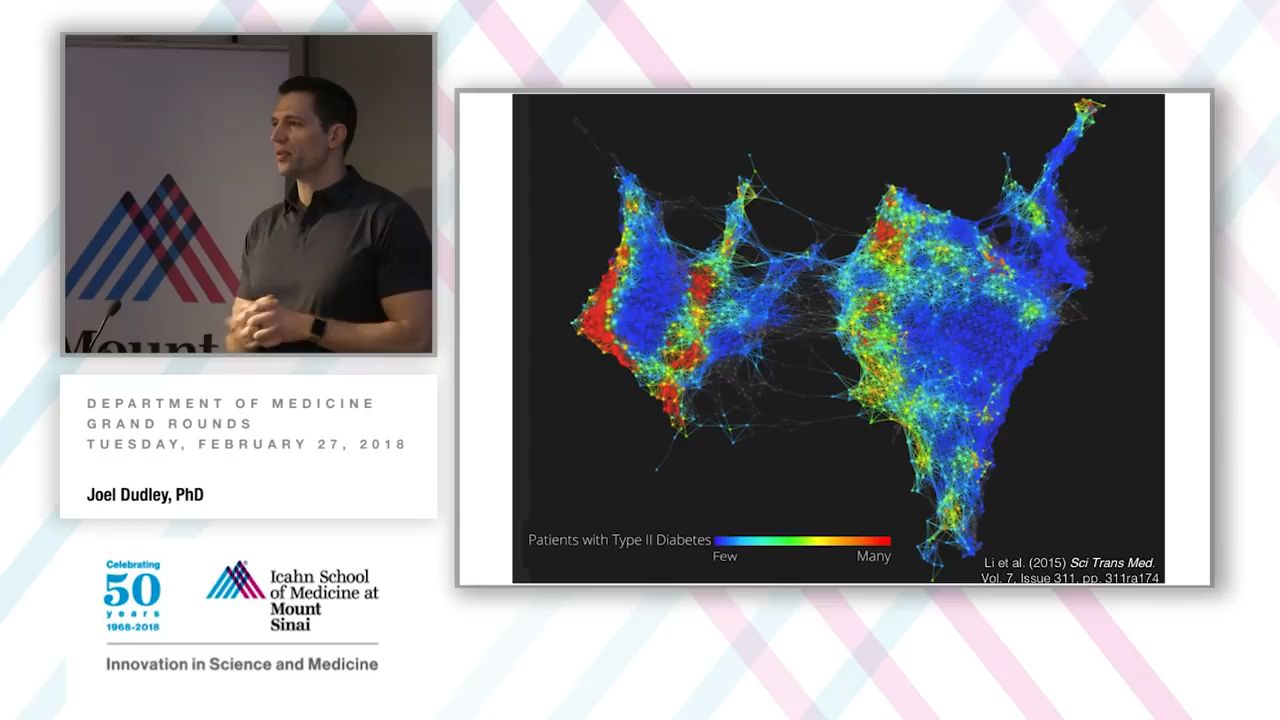 Mount
DEPARTMENT OF MEDICINE
GRAND ROUNDS
TUESDAY, FEBRUARY 27, 2018
Joel Dudley, PhD
Celebrating
50
years
1968-2018
Icahn School
of Medicine at
Mount
Sinai
Innovation in Science and Medicine
Patients with Type II Diabetes
Few
Many
Li et al. (2015) Sci Trans Med.
Vol. 7, Issue 311, pp. 311ra174